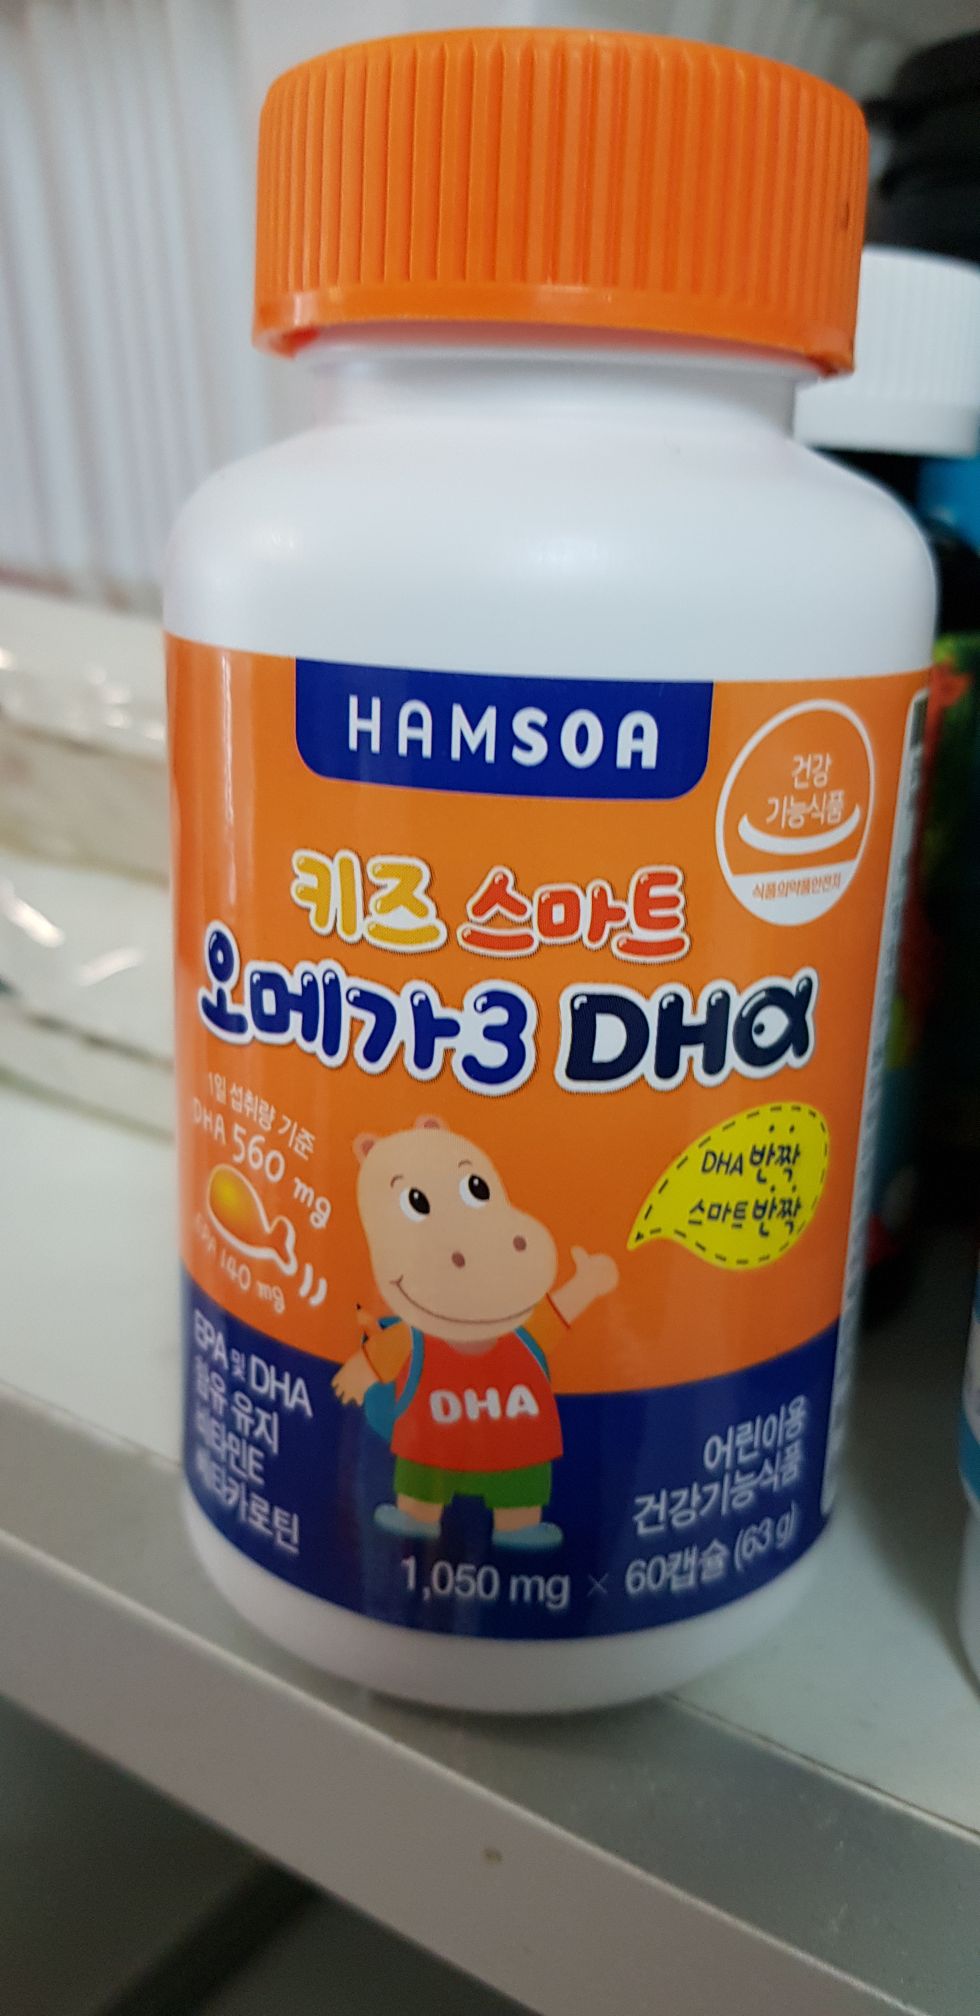 HAMSOA
건강
기능식품
식품의약품안전처
키즈 스마트
오메가3 DHα
1일 섭취량 기준
DHA 560 mg
EPA 140 mg
DHA 반짝
스마트 반짝
DHA
EPA 및 DHA
함유 유지
비타민E
베타카로틴
어린이용
건강기능식품
1,050 mg × 60캡슐 (63 g)